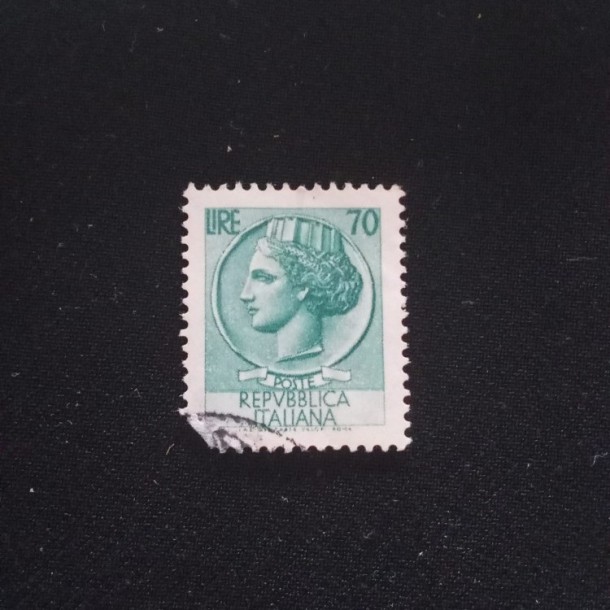 LIRE 70
POSTE
REPVBBLICA
ITALIANA